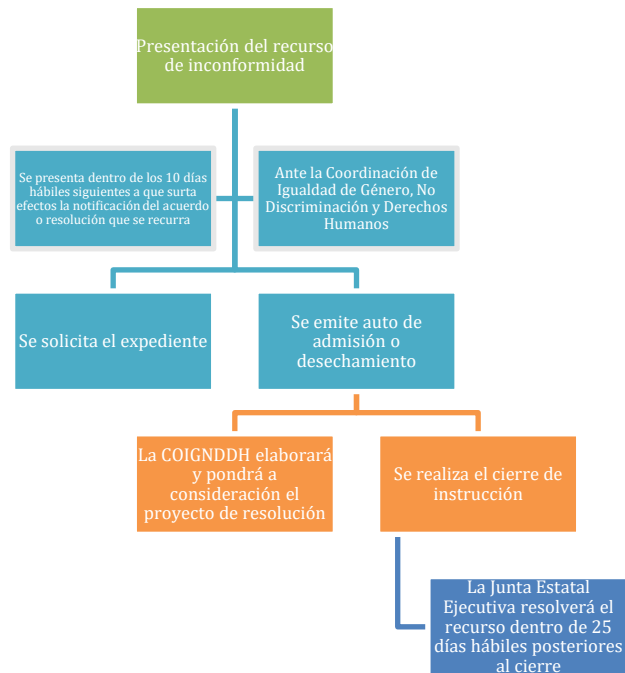 Presentación del recurso
de inconformidad
Se presenta dentro de los 10 días
hábiles siguientes a que surta
efectos la notificación del acuerdo
o resolución que se recurra
Ante la Coordinación de
Igualdad de Género, No
Discriminación y Derechos
Humanos
Se solicita el expediente
Se emite auto de
admisión o
desechamiento
La COIGNDDH elaborará
y pondrá a
consideración el
proyecto de resolución
Se realiza el cierre de
instrucción
La Junta Estatal
Ejecutiva resolverá el
recurso dentro de 25
días hábiles posteriores
al cierre